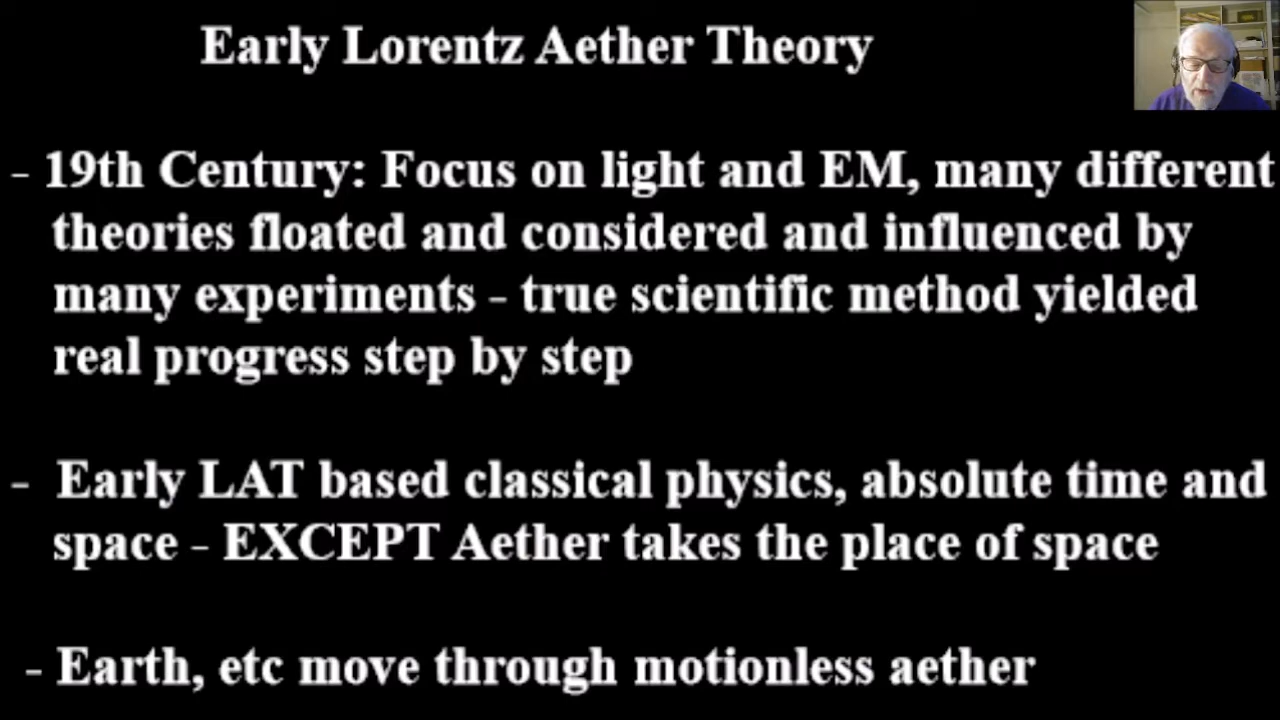 Early Lorentz Aether Theory
- 19th Century: Focus on light and EM, many different
theories floated and considered and influenced by
many experiments - true scientific method yielded
real progress step by step
- Early LAT based classical physics, absolute time and
space - EXCEPT Aether takes the place of space
- Earth, etc move through motionless aether